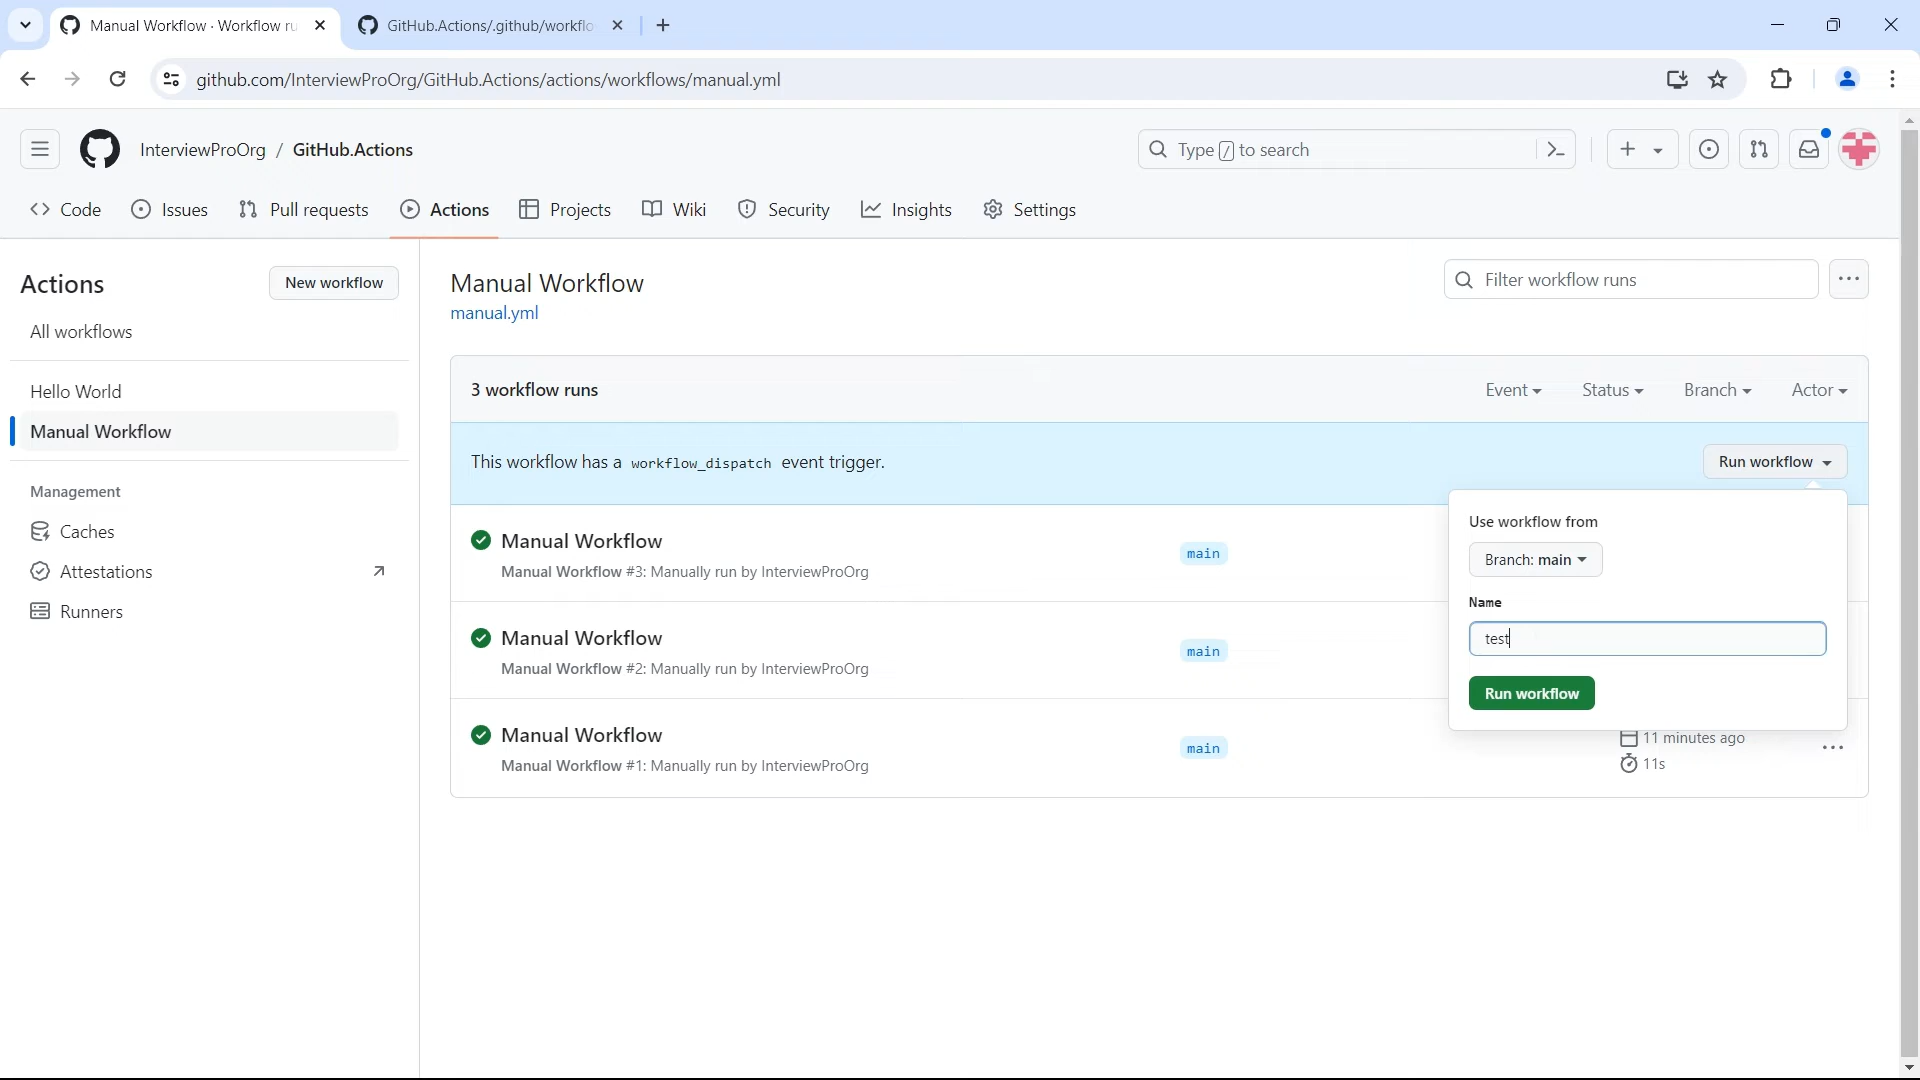 Manual Workflow · Workflow ru
GitHub.Actions/.github/workflo
github.com/InterviewProOrg/GitHub.Actions/actions/workflows/manual.yml
InterviewProOrg / GitHub.Actions
Type / to search
Code
Issues
Pull requests
Actions
Projects
Wiki
Security
Insights
Settings
Actions
New workflow
All workflows
Hello World
Manual Workflow
Management
Caches
Attestations
Runners
Manual Workflow
manual.yml
Filter workflow runs
3 workflow runs
Event
Status
Branch
Actor
This workflow has a workflow_dispatch event trigger.
Run workflow
Use workflow from
Branch: main
Name
test
Run workflow
Manual Workflow
Manual Workflow #3: Manually run by InterviewProOrg
main
Manual Workflow
Manual Workflow #2: Manually run by InterviewProOrg
main
Manual Workflow
Manual Workflow #1: Manually run by InterviewProOrg
main
11 minutes ago
11s